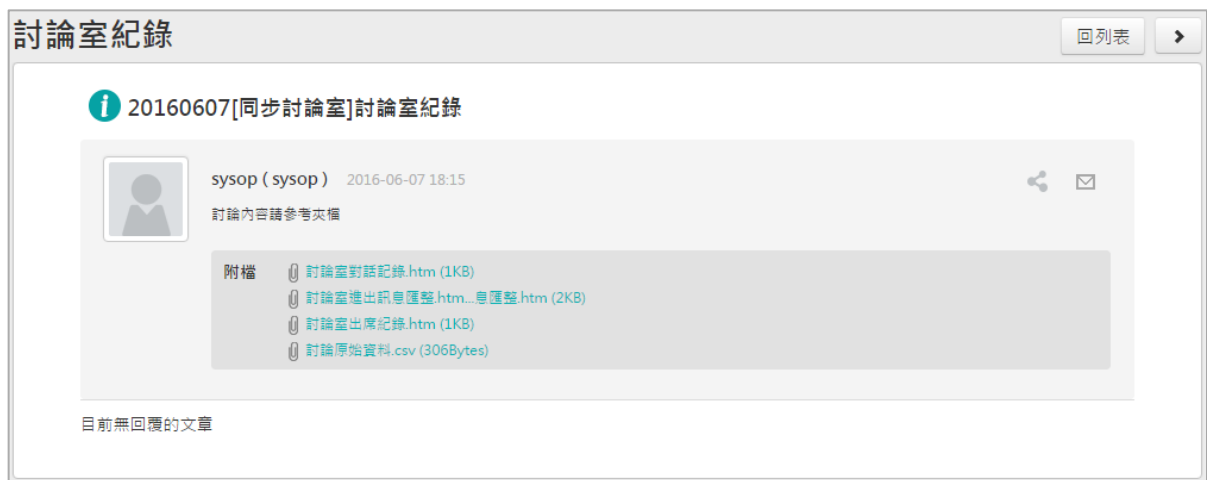 討論室紀錄
回列表
20160607[同步討論室]討論室紀錄
sysop ( sysop ) 2016-06-07 18:15
討論內容請參考夾檔
附檔 討論室對話記錄.htm (1KB)
討論室進出訊息匯整.htm...息匯整.htm (2KB)
討論室出席紀錄.htm (1KB)
討論原始資料.csv (306Bytes)
目前無回覆的文章